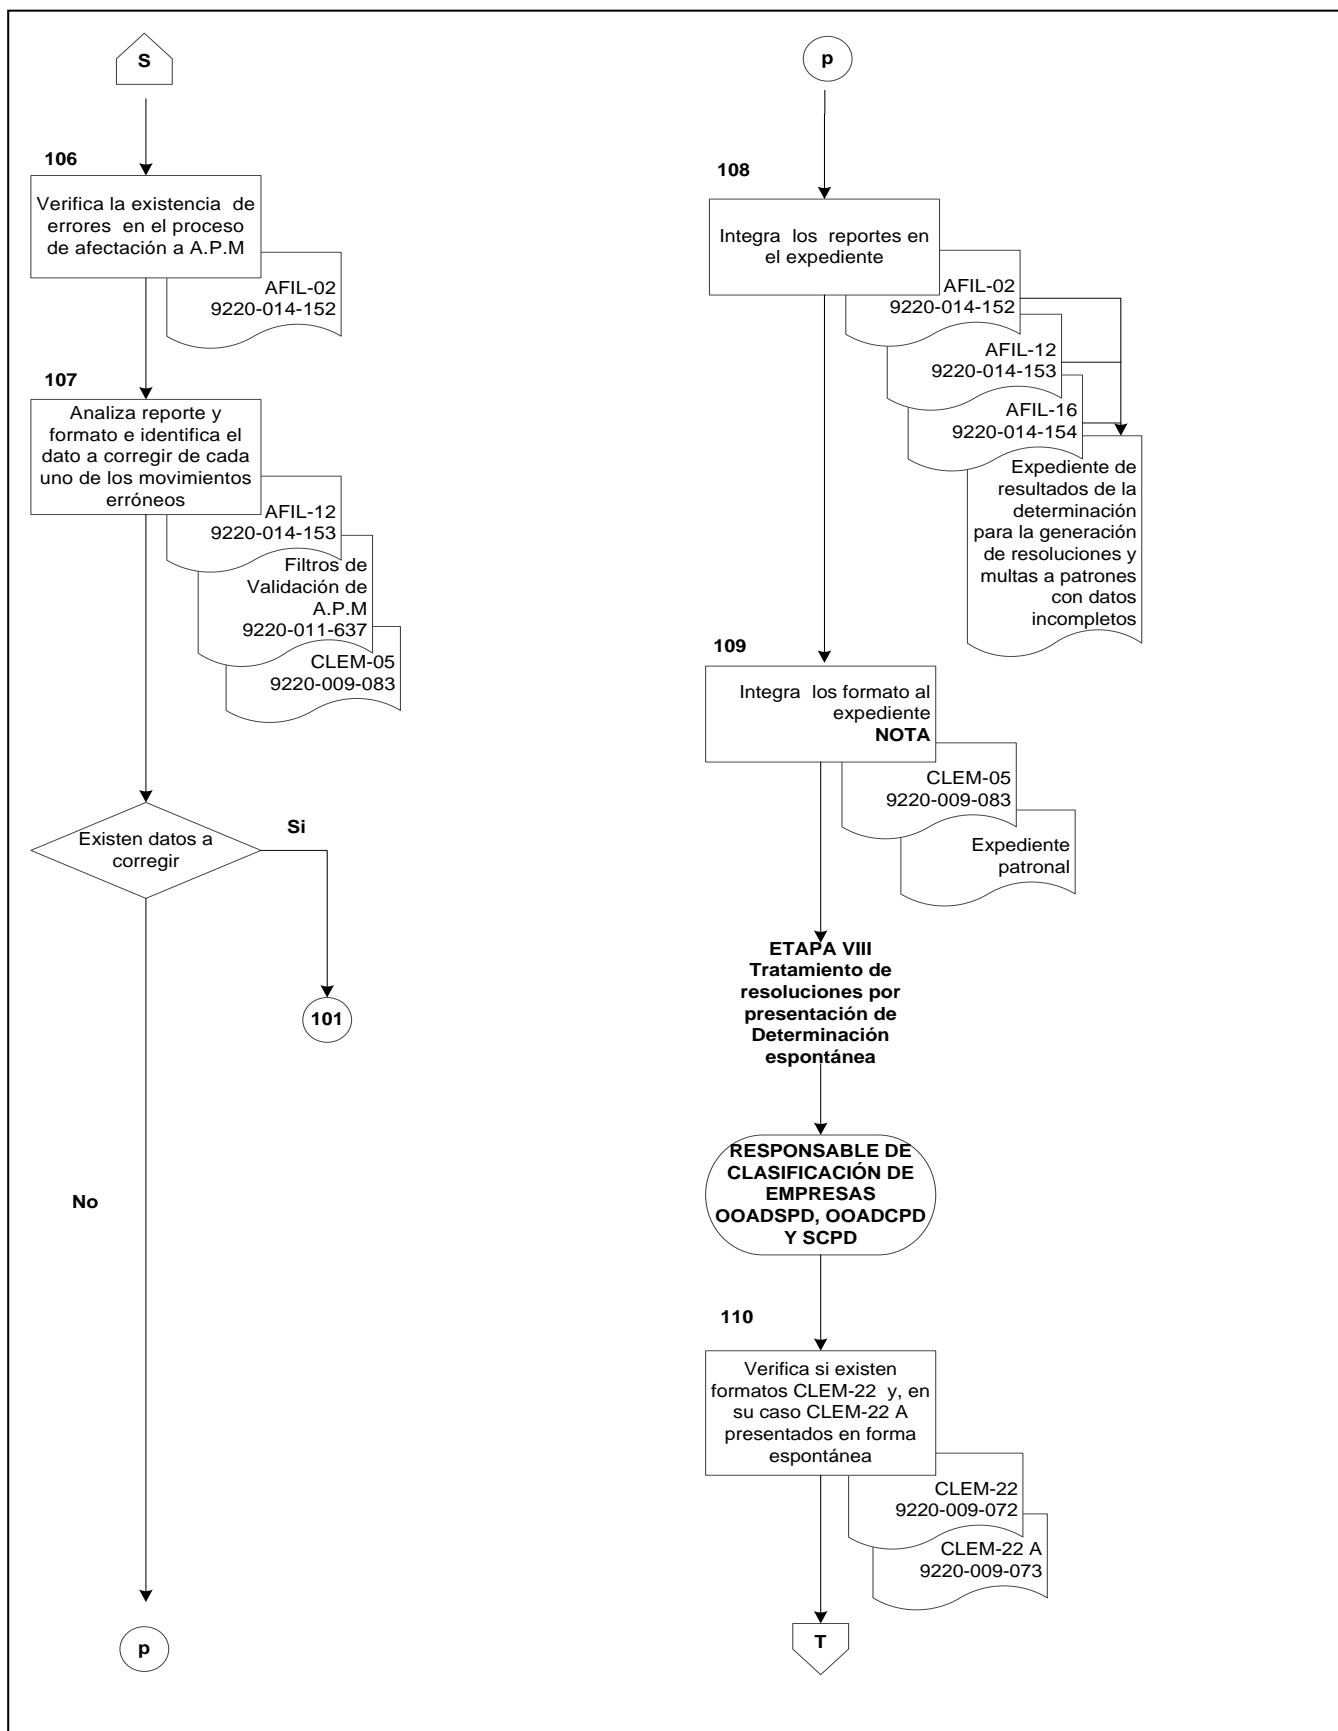 S
106
Verifica la existencia de
errores en el proceso
de afectación a A.P.M
AFIL-02
9220-014-152
107
Analiza reporte y
formato e identifica el
dato a corregir de cada
uno de los movimientos
erróneos
AFIL-12
9220-014-153
Filtros de
Validación de
A.P.M
9220-011-637
CLEM-05
9220-009-083
Existen datos a
corregir
Si
101
No
p
p
108
Integra los reportes en
el expediente
AFIL-02
9220-014-152
AFIL-12
9220-014-153
AFIL-16
9220-014-154
Expediente de
resultados de la
determinación
para la generación
de resoluciones y
multas a patrones
con datos
incompletos
109
Integra los formato al
expediente
NOTA
CLEM-05
9220-009-083
Expediente
patronal
ETAPA VIII
Tratamiento de
resoluciones por
presentación de
Determinación
espontánea
RESPONSABLE DE
CLASIFICACIÓN DE
EMPRESAS
OOADSPD, OOADCPD
Y SCPD
110
Verifica si existen
formatos CLEM-22 y, en
su caso CLEM-22 A
presentados en forma
espontánea
CLEM-22
9220-009-072
CLEM-22 A
9220-009-073
T